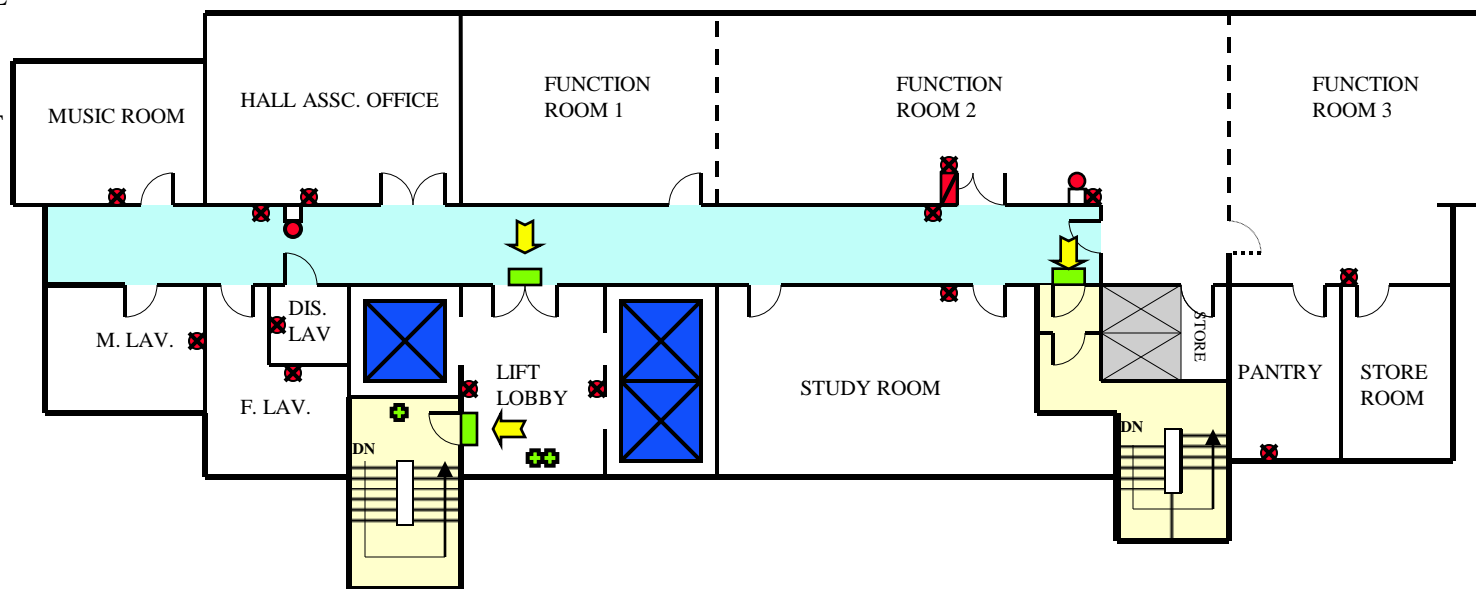 FUNCTION
ROOM 1
FUNCTION
ROOM 2
FUNCTION
ROOM 3
HALL ASSC. OFFICE
MUSIC ROOM
DIS.
LAV
M. LAV.
F. LAV.
LIFT
LOBBY
STUDY ROOM
STORE
PANTRY
STORE
ROOM
DN
DN